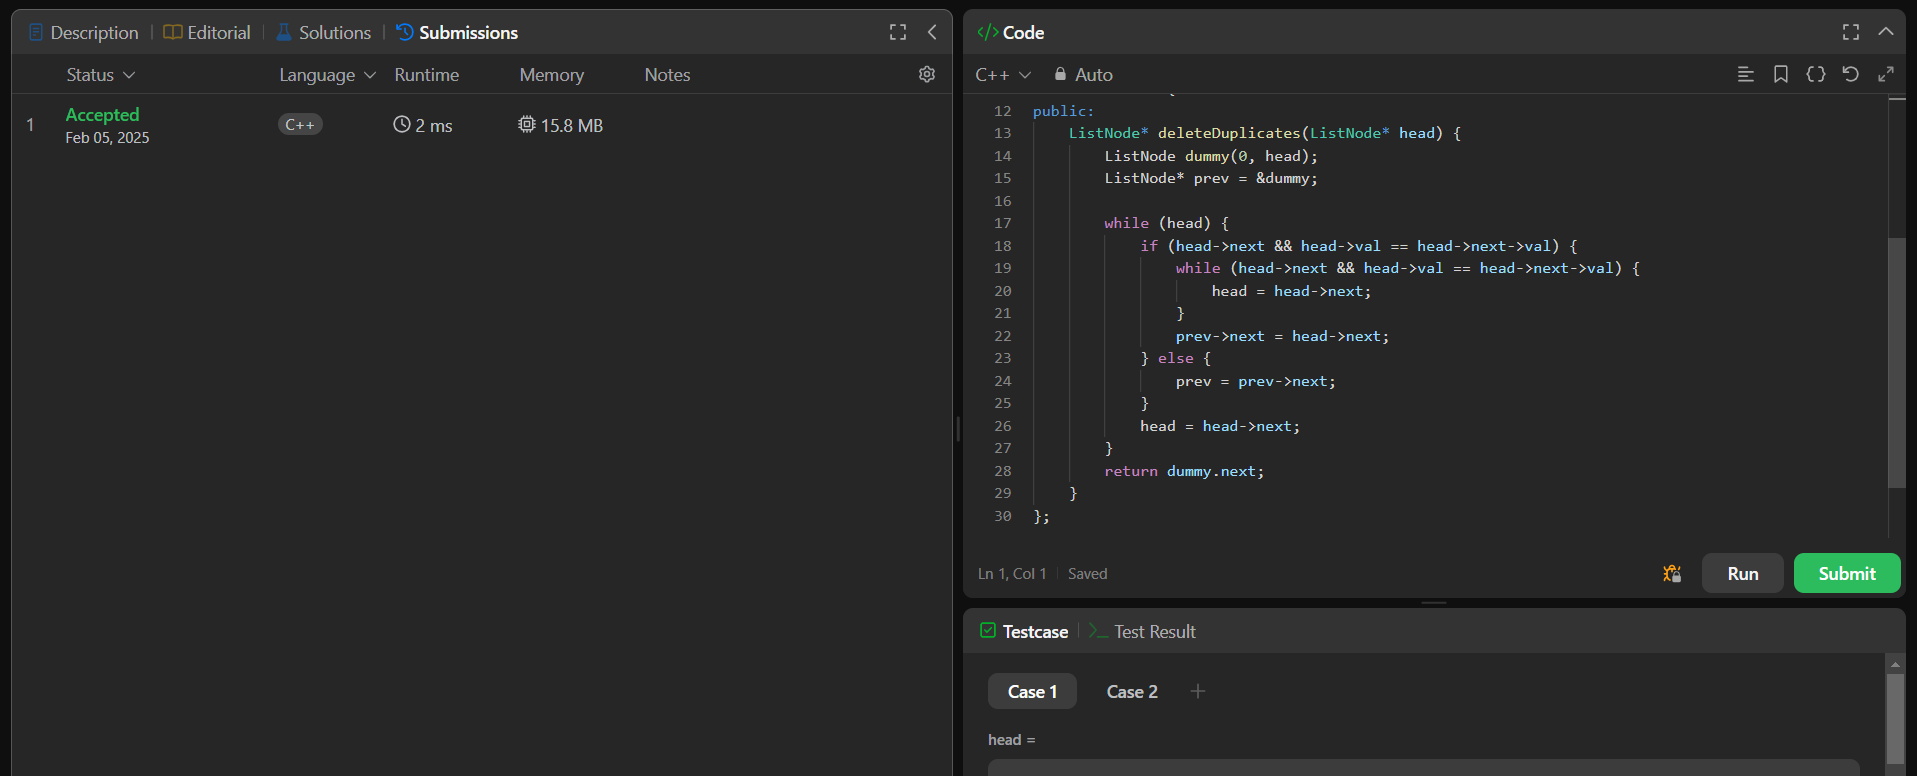 Description Editorial Solutions Submissions
Status Language Runtime Memory Notes
1 Accepted C++ 2 ms 15.8 MB
Feb 05, 2025
Code
C++ Auto
12 public:
13 ListNode* deleteDuplicates(ListNode* head) {
14 ListNode dummy(0, head);
15 ListNode* prev = &dummy;
16
17 while (head) {
18 if (head->next && head->val == head->next->val) {
19 while (head->next && head->val == head->next->val) {
20 head = head->next;
21 }
22 prev->next = head->next;
23 } else {
24 prev = prev->next;
25 }
26 head = head->next;
27 }
28 return dummy.next;
29 }
30 };
Ln 1, Col 1 Saved Run Submit
Testcase Test Result
Case 1 Case 2 +
head =